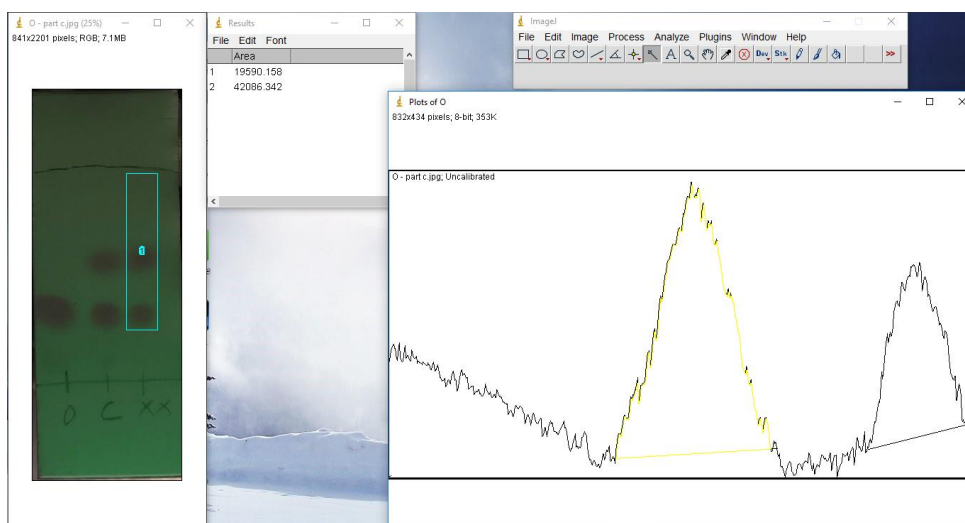 O - part c.jpg (25%)
841x2201 pixels; RGB; 7.1MB
O C XX
Results
File Edit Font
Area
1 19590.158
2 42086.342
ImageJ
File Edit Image Process Analyze Plugins Window Help
A Dev Stk >>
Plots of O
832x434 pixels; 8-bit; 353K
O - part c.jpg; Uncalibrated